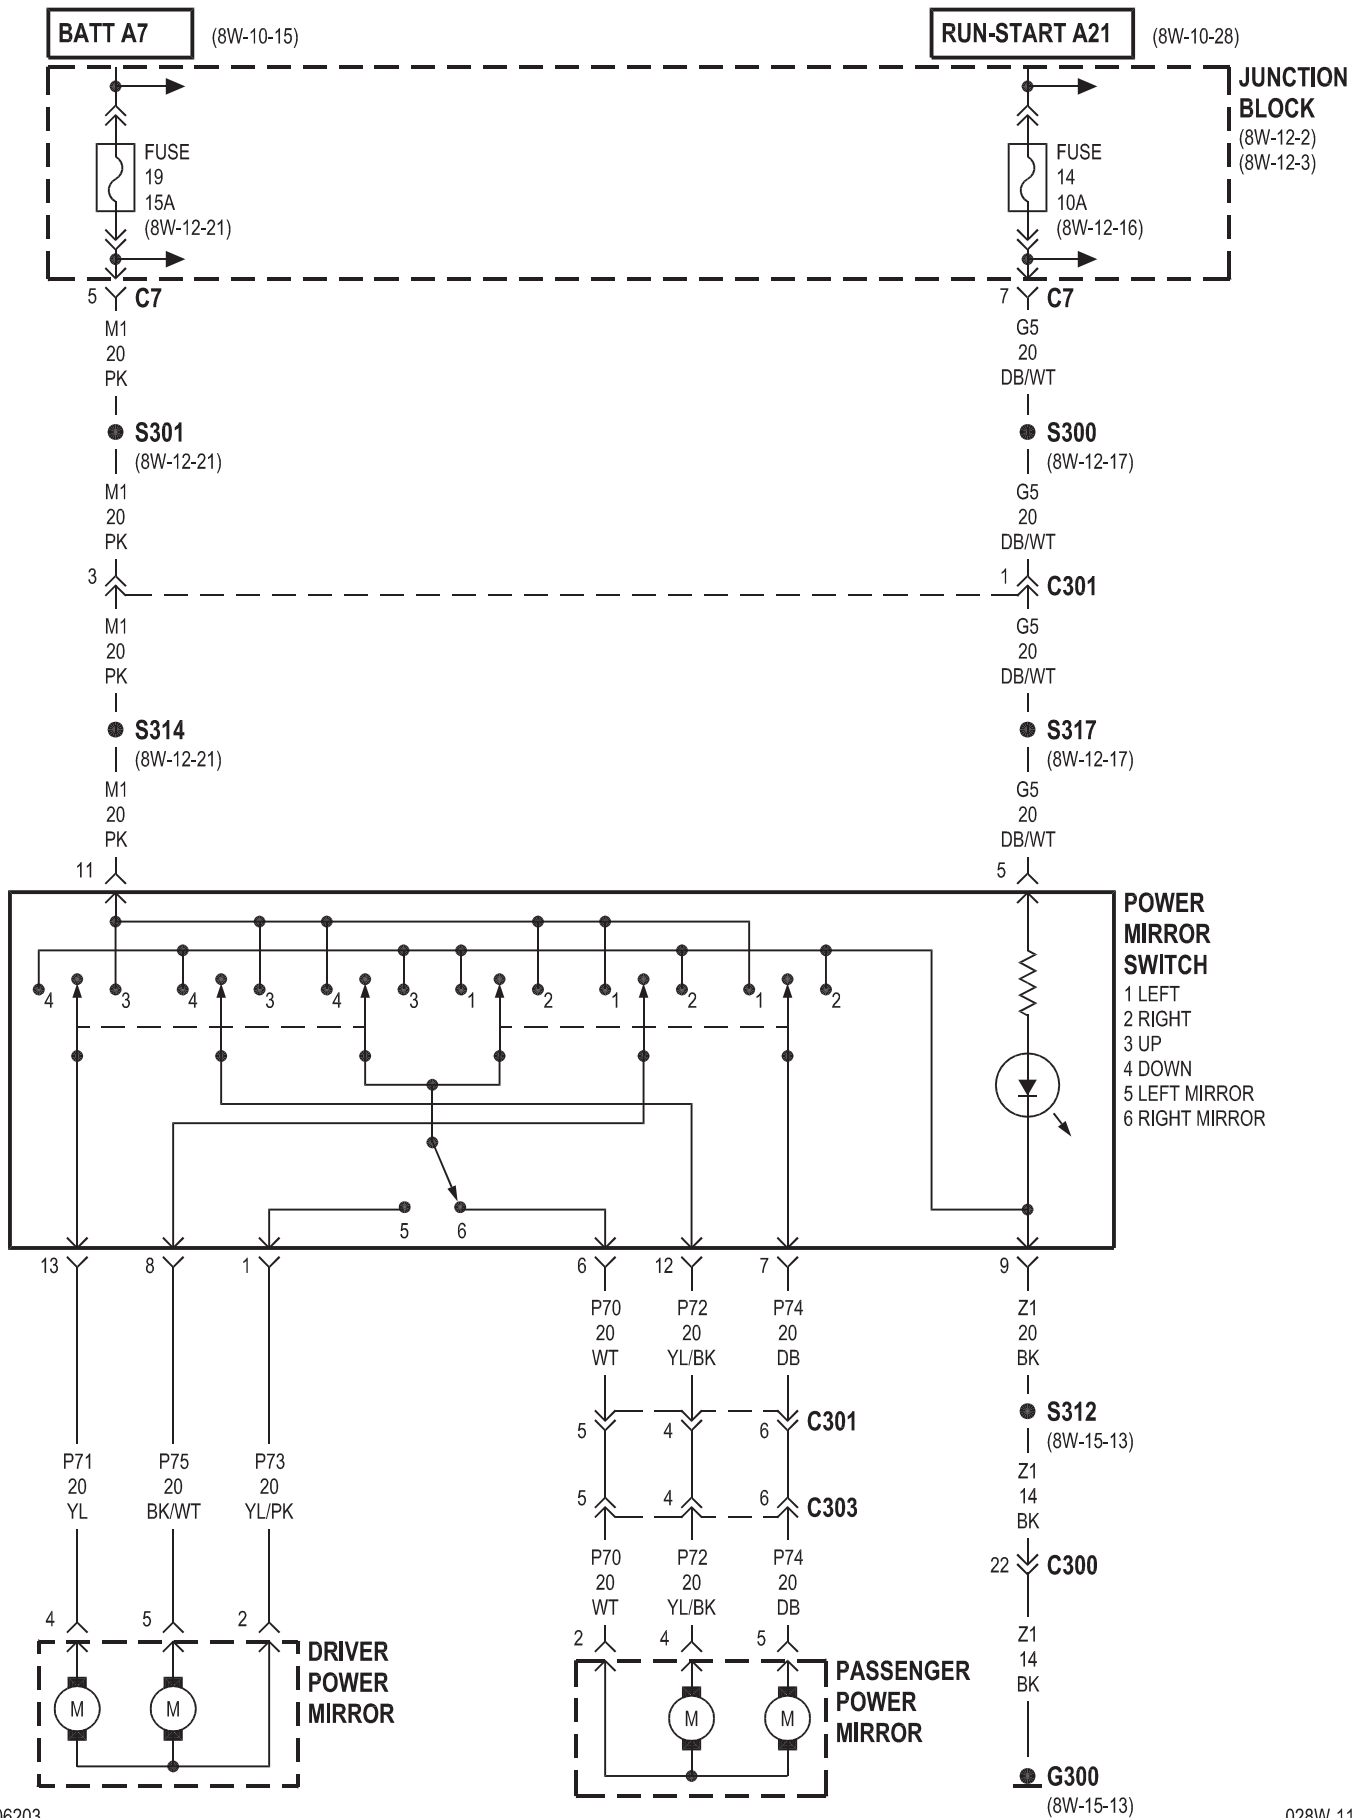 BATT A7 (8W-10-15)
RUN-START A21 (8W-10-28)
JUNCTION
BLOCK
(8W-12-2)
(8W-12-3)
FUSE
19
15A
(8W-12-21)
FUSE
14
10A
(8W-12-16)
5 C7
7 C7
M1
20
PK
G5
20
DB/WT
S301
(8W-12-21)
S300
(8W-12-17)
M1
20
PK
G5
20
DB/WT
3
1 C301
M1
20
PK
G5
20
DB/WT
S314
(8W-12-21)
S317
(8W-12-17)
M1
20
PK
G5
20
DB/WT
11
5
POWER
MIRROR
SWITCH
1 LEFT
2 RIGHT
3 UP
4 DOWN
5 LEFT MIRROR
6 RIGHT MIRROR
4 3 4 3 4 3 1 2 1 2 1 2
5 6
13 8 1 6 12 7 9
P70
20
WT
P72
20
YL/BK
P74
20
DB
Z1
20
BK
5 4 6 C301
S312
(8W-15-13)
P71
20
YL
P75
20
BK/WT
P73
20
YL/PK
5 4 6 C303
Z1
14
BK
P70
20
WT
P72
20
YL/BK
P74
20
DB
22 C300
4 5 2
2 4 5
Z1
14
BK
DRIVER
POWER
MIRROR
M M
PASSENGER
POWER
MIRROR
M M
G300
(8W-15-13)